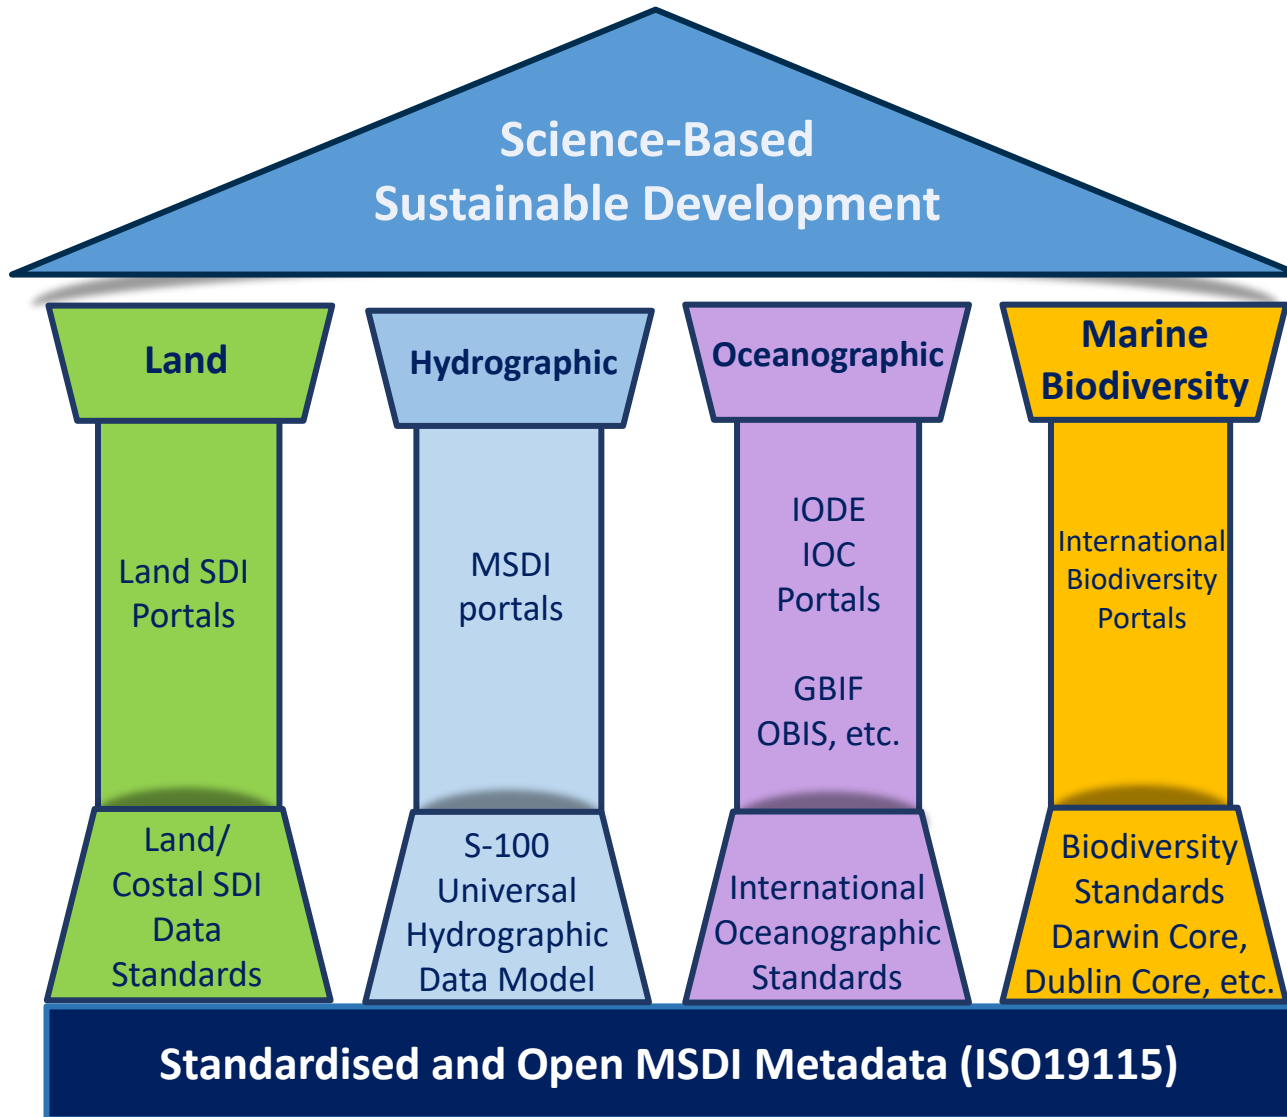 Science-Based
Sustainable Development
Land
Hydrographic
Oceanographic
Marine
Biodiversity
Land SDI
Portals
MSDI
portals
IODE
IOC
Portals
GBIF
OBIS, etc.
International
Biodiversity
Portals
Land/
Costal SDI
Data
Standards
S-100
Universal
Hydrographic
Data Model
International
Oceanographic
Standards
Biodiversity
Standards
Darwin Core,
Dublin Core, etc.
Standardised and Open MSDI Metadata (ISO19115)